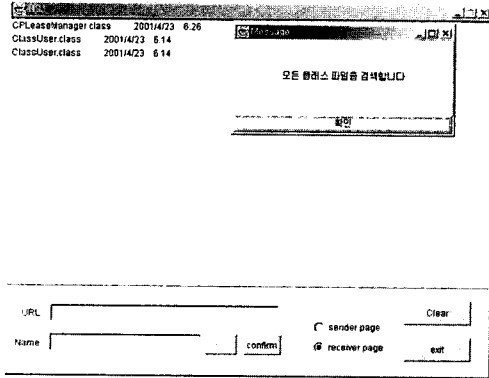 Message
CPLeaseManager.class 2001/4/23 6:26
ClassUser.class 2001/4/23 6:14
ClassUser.class 2001/4/23 6:14
모든 클래스 파일을 검색합니다
확인
URL
Clear
sender page
Name
confirm
receiver page
exit